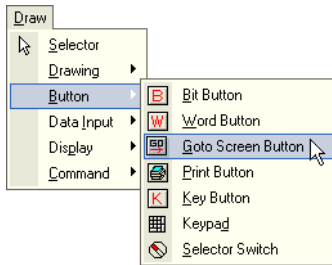 Draw
Selector
Drawing
Button
Data Input
Display
Command
B Bit Button
W Word Button
GO Goto Screen Button
Print Button
K Key Button
Keypad
Selector Switch